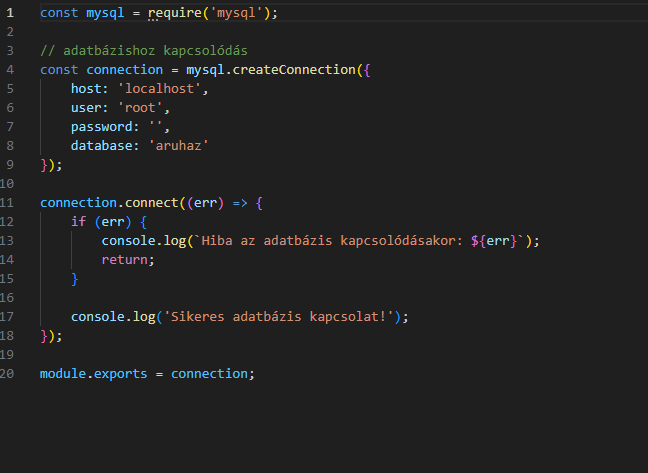 1 const mysql = require('mysql');
2
3 // adatbázishoz kapcsolódás
4 const connection = mysql.createConnection({
5     host: 'localhost',
6     user: 'root',
7     password: '',
8     database: 'aruhaz'
9 });
10
11 connection.connect((err) => {
12     if (err) {
13         console.log(`Hiba az adatbázis kapcsolódásakor: ${err}`);
14         return;
15     }
16
17     console.log('Sikeres adatbázis kapcsolat!');
18 });
19
20 module.exports = connection;